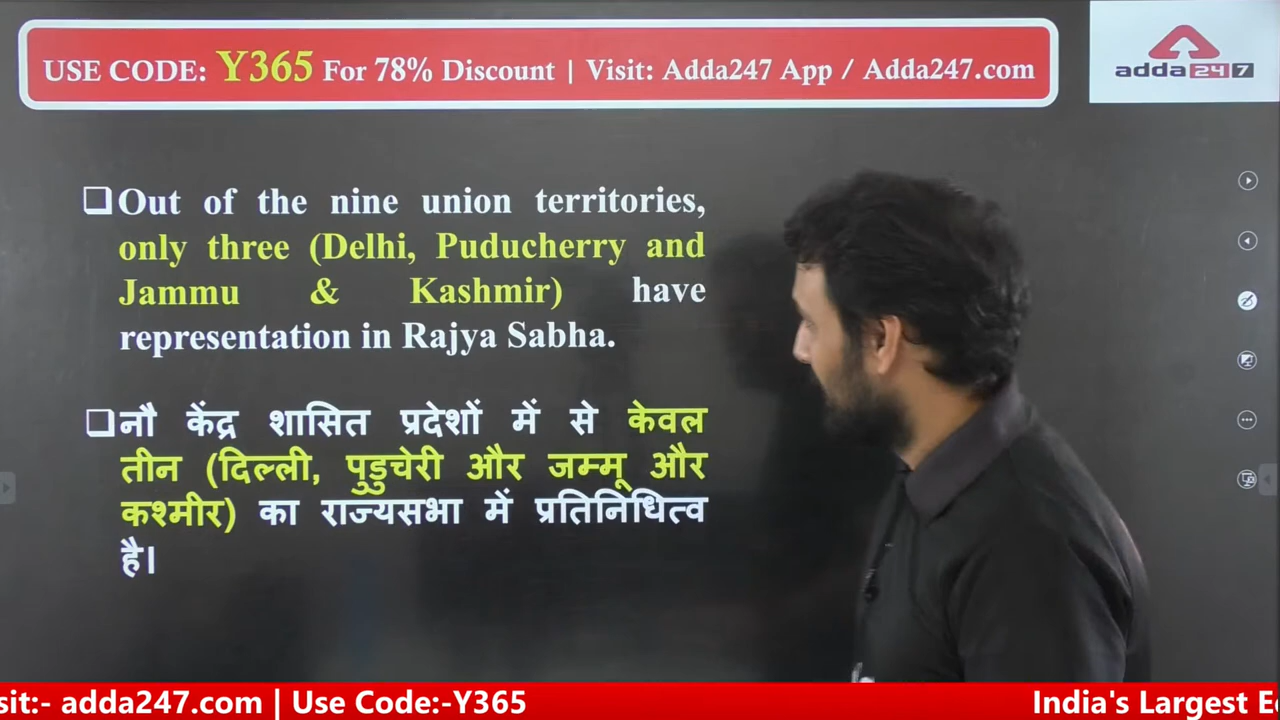 USE CODE: Y365 For 78% Discount | Visit: Adda247 App / Adda247.com
adda247
Out of the nine union territories,
only three (Delhi, Puducherry and
Jammu & Kashmir) have
representation in Rajya Sabha.
नौ केंद्र शासित प्रदेशों में से केवल
तीन (दिल्ली, पुडुचेरी और जम्मू और
कश्मीर) का राज्यसभा में प्रतिनिधित्व
है।
sit:- adda247.com | Use Code:-Y365
India's Largest